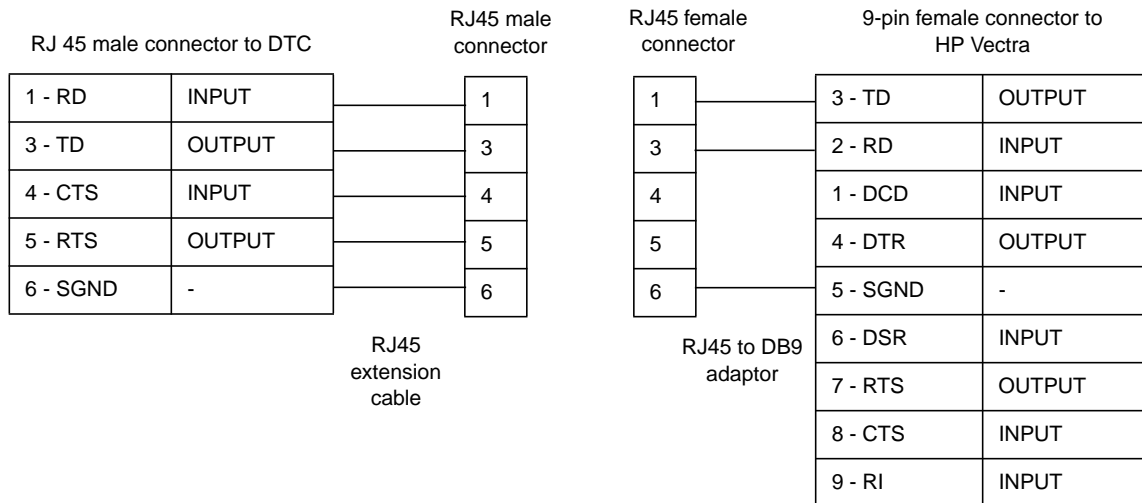 RJ 45 male connector to DTC
1 - RD INPUT
3 - TD OUTPUT
4 - CTS INPUT
5 - RTS OUTPUT
6 - SGND -
RJ45
extension
cable
RJ45 male
connector
1
3
4
5
6
RJ45 female
connector
1
3
4
5
6
RJ45 to DB9
adaptor
9-pin female connector to
HP Vectra
3 - TD OUTPUT
2 - RD INPUT
1 - DCD INPUT
4 - DTR OUTPUT
5 - SGND -
6 - DSR INPUT
7 - RTS OUTPUT
8 - CTS INPUT
9 - RI INPUT